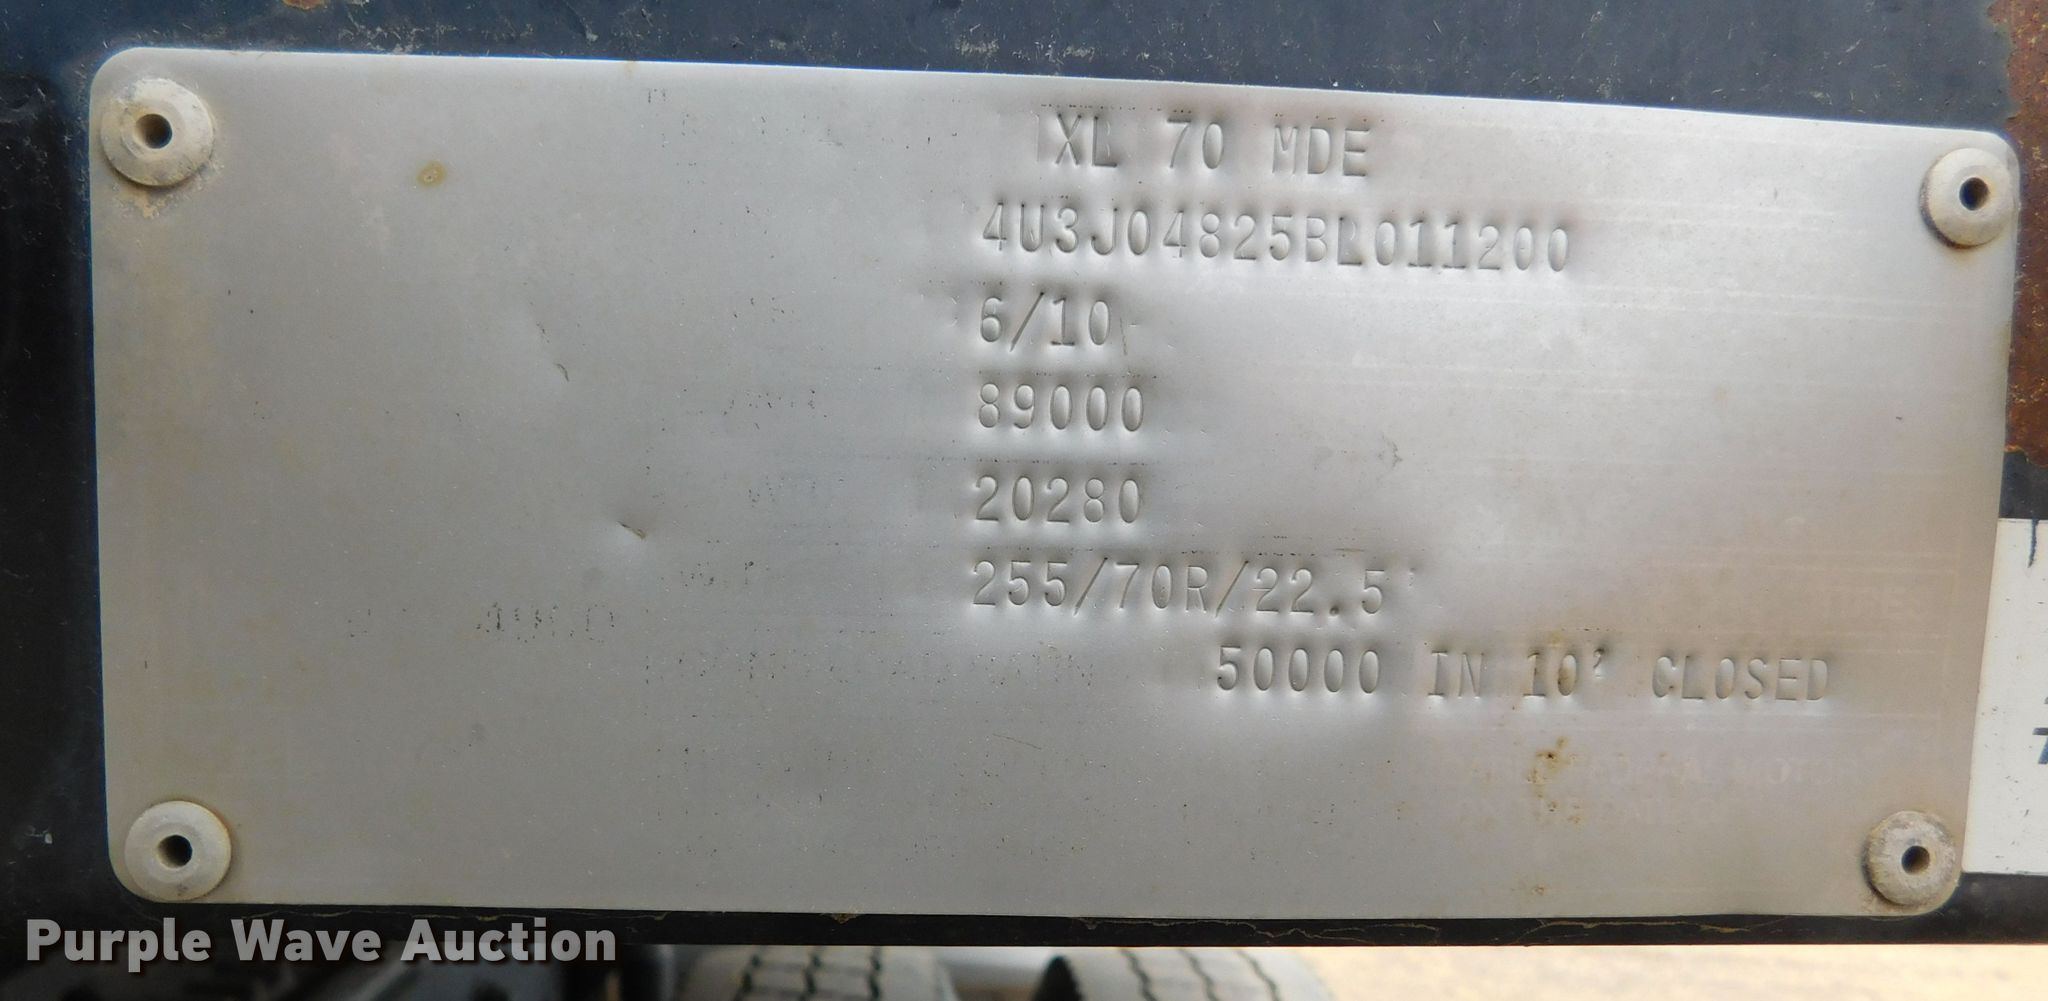 XL 70 MDE
4U3J04825BL011200
6/10
89000
20280
255/70R/22.5
50000 IN 10' CLOSED
Purple Wave Auction